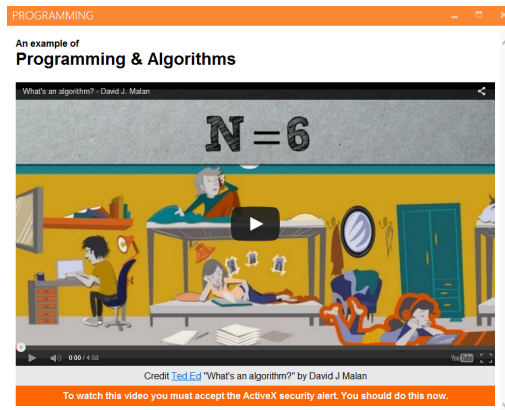 PROGRAMMING
An example of
Programming & Algorithms
What's an algorithm? - David J. Malan
N=6
0:00 / 4:58
YouTube
Credit Ted Ed "What's an algorithm?" by David J Malan
To watch this video you must accept the ActiveX security alert. You should do this now.